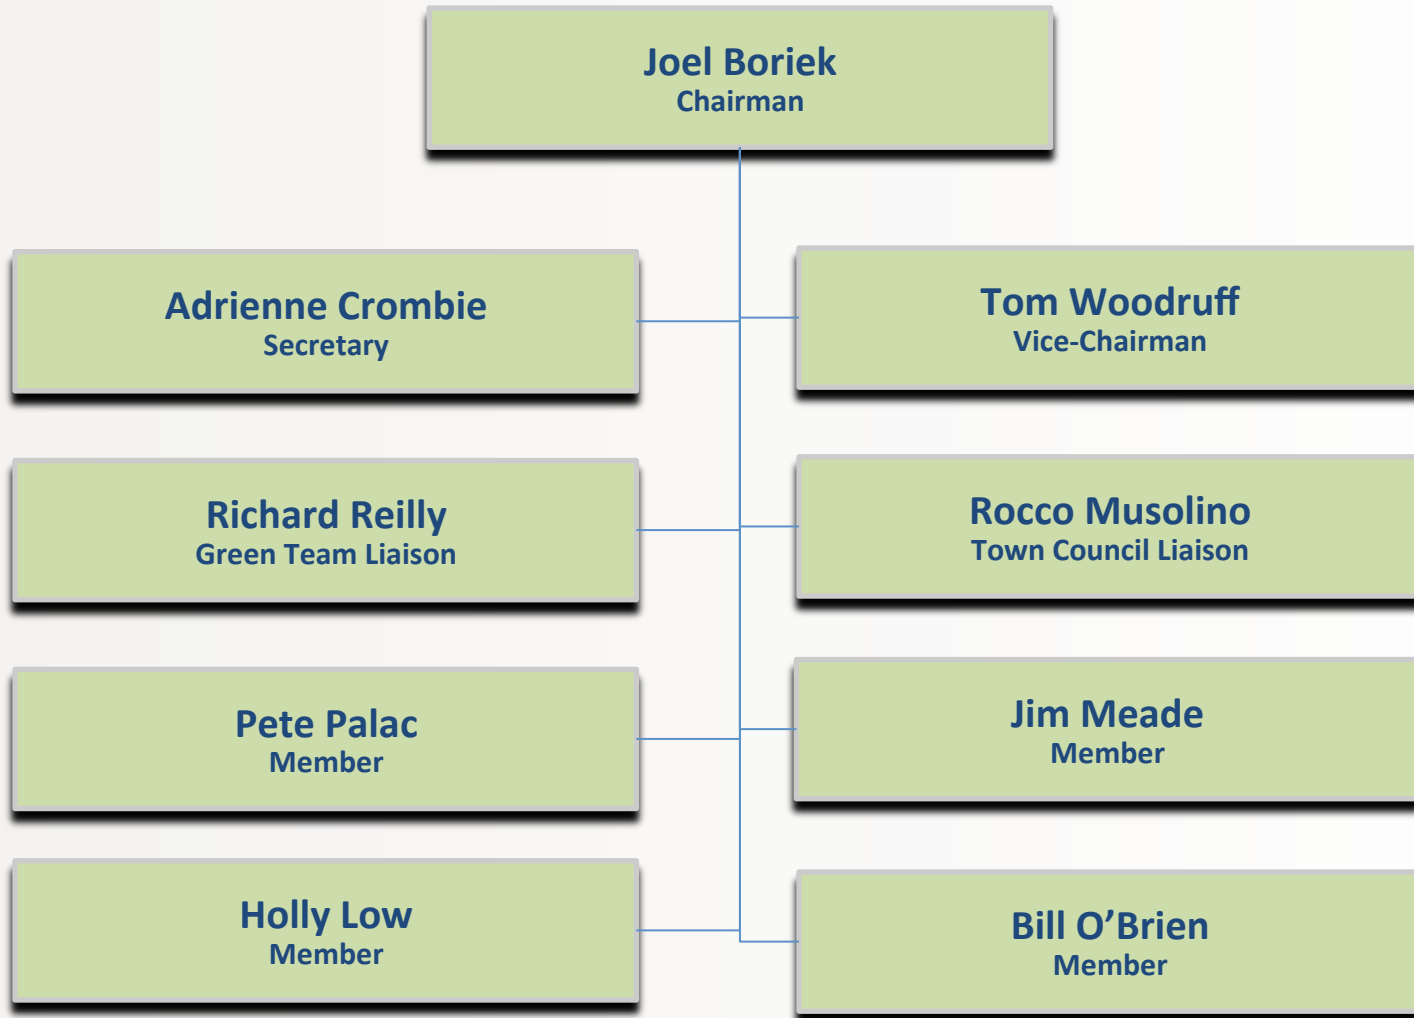 Joel Boriek
Chairman
Adrienne Crombie
Secretary
Tom Woodruff
Vice-Chairman
Richard Reilly
Green Team Liaison
Rocco Musolino
Town Council Liaison
Pete Palac
Member
Jim Meade
Member
Holly Low
Member
Bill O’Brien
Member